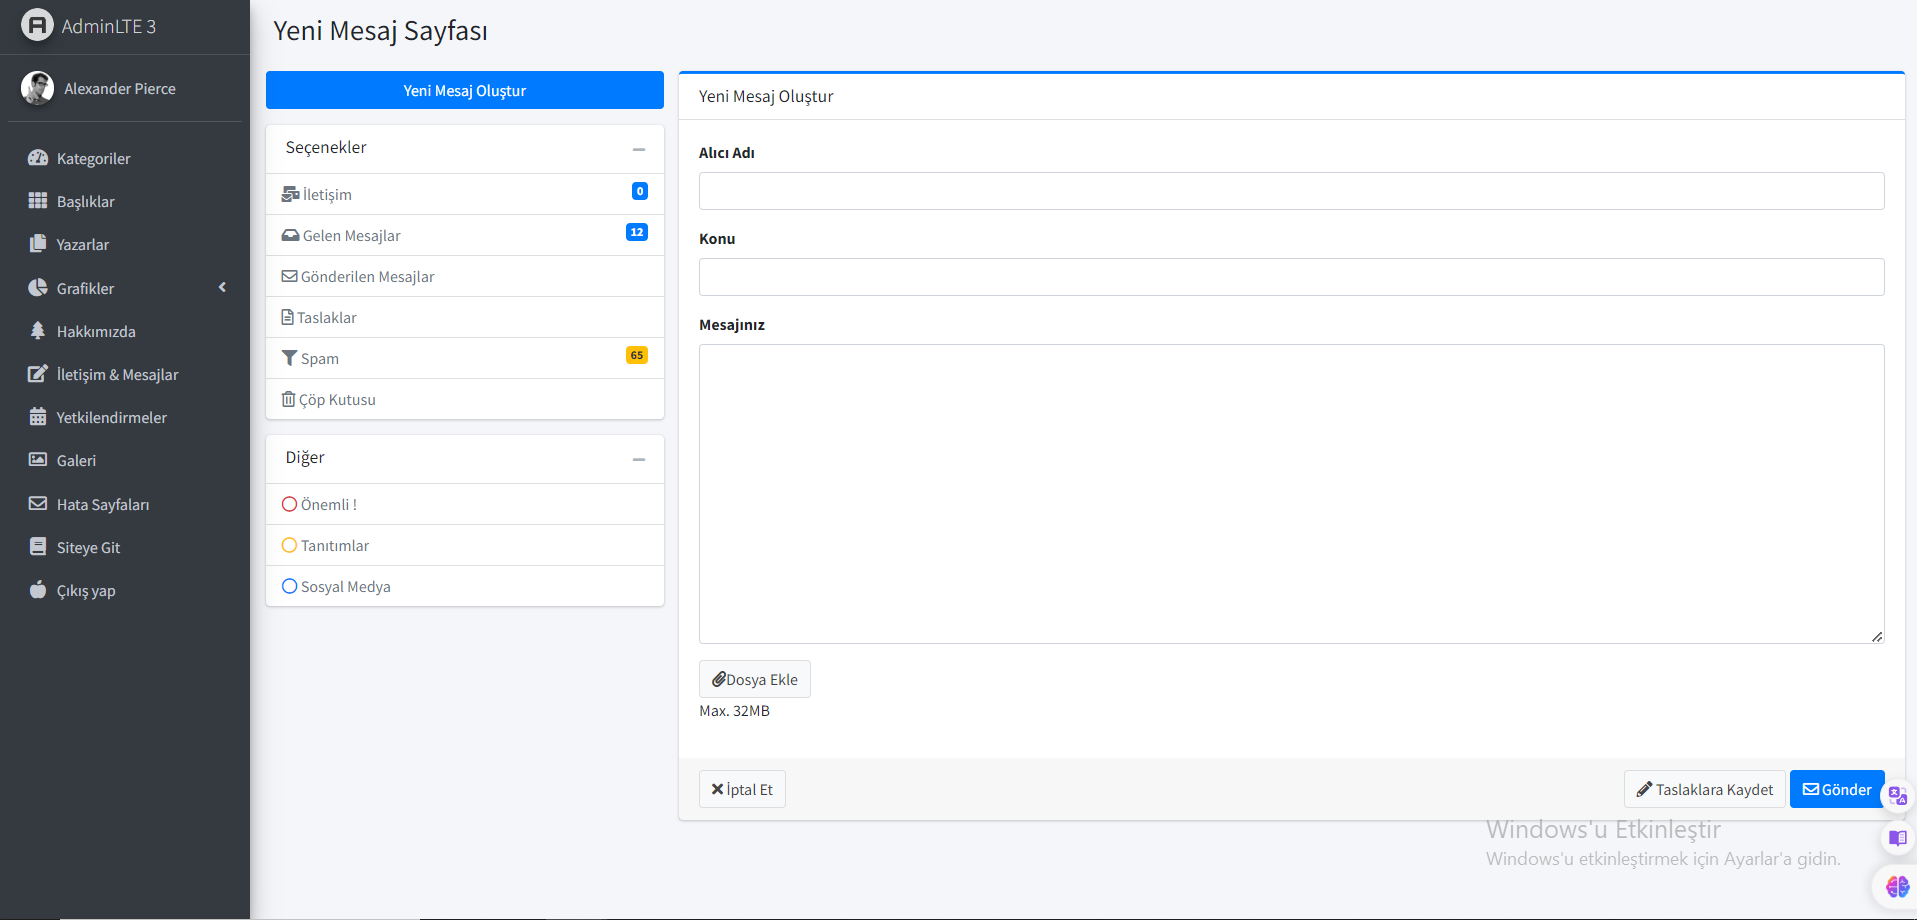 AdminLTE 3
Alexander Pierce
Kategoriler
Başlıklar
Yazarlar
Grafikler
Hakkımızda
İletişim & Mesajlar
Yetkilendirmeler
Galeri
Hata Sayfaları
Siteye Git
Çıkış yap
Yeni Mesaj Sayfası
Yeni Mesaj Oluştur
Seçenekler
İletişim 0
Gelen Mesajlar 12
Gönderilen Mesajlar
Taslaklar
Spam 65
Çöp Kutusu
Diğer
Önemli !
Tanıtımlar
Sosyal Medya
Yeni Mesaj Oluştur
Alıcı Adı
Konu
Mesajınız
Dosya Ekle
Max. 32MB
İptal Et
Taslaklara Kaydet
Gönder
Windows'u Etkinleştir
Windows'u etkinleştirmek için Ayarlar'a gidin.